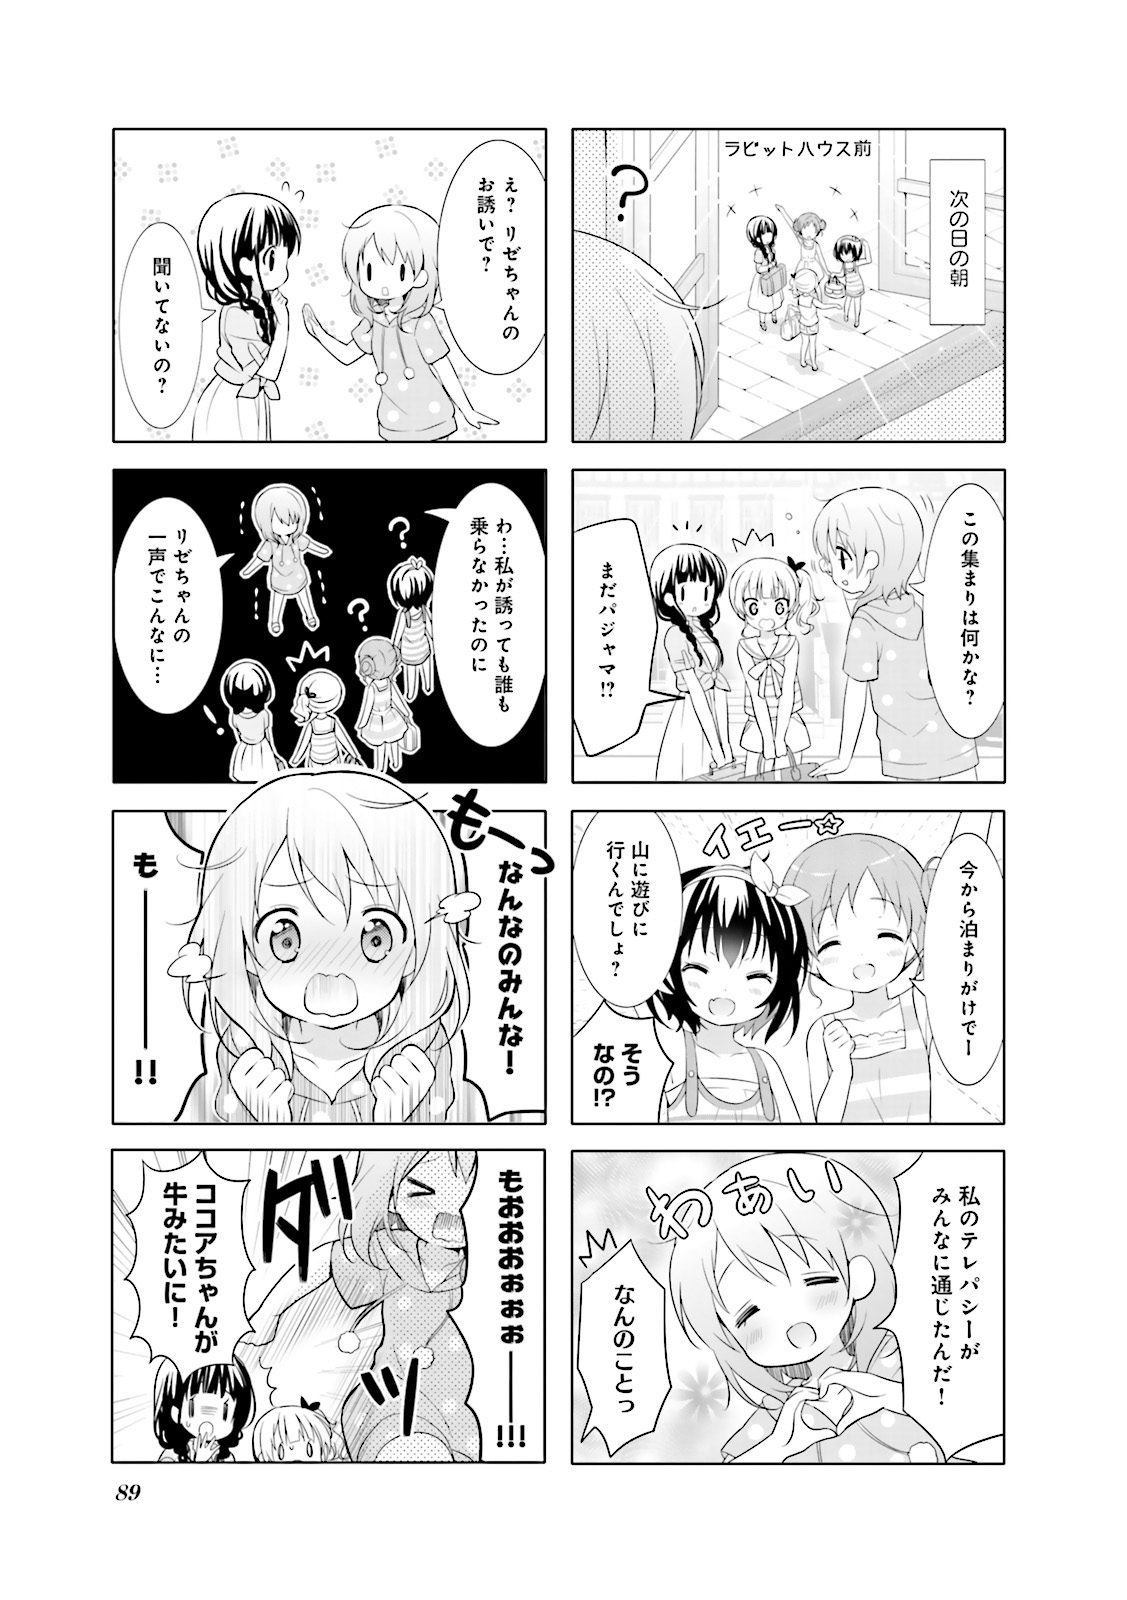 次の日の朝
ラビットハウス前
?
この集まりは何かな?
まだパジャマ!?
今から泊まりがけでー
イエー☆
山に遊びに
行くんでしょ?
そう
なの!?
私のテレパシーが
みんなに通じたんだ!
わぁい
なんのことっ
え? リゼちゃんの
お誘いで?
聞いてないの?
わ…私が誘っても誰も
乗らなかったのに
?
?
!
リゼちゃんの
一声でこんなに…
もーっ
なんなのみんな!
も――――!!
もおおおぉぉぉ――!!!
ダッ
ココアちゃんが
牛みたいに!
89